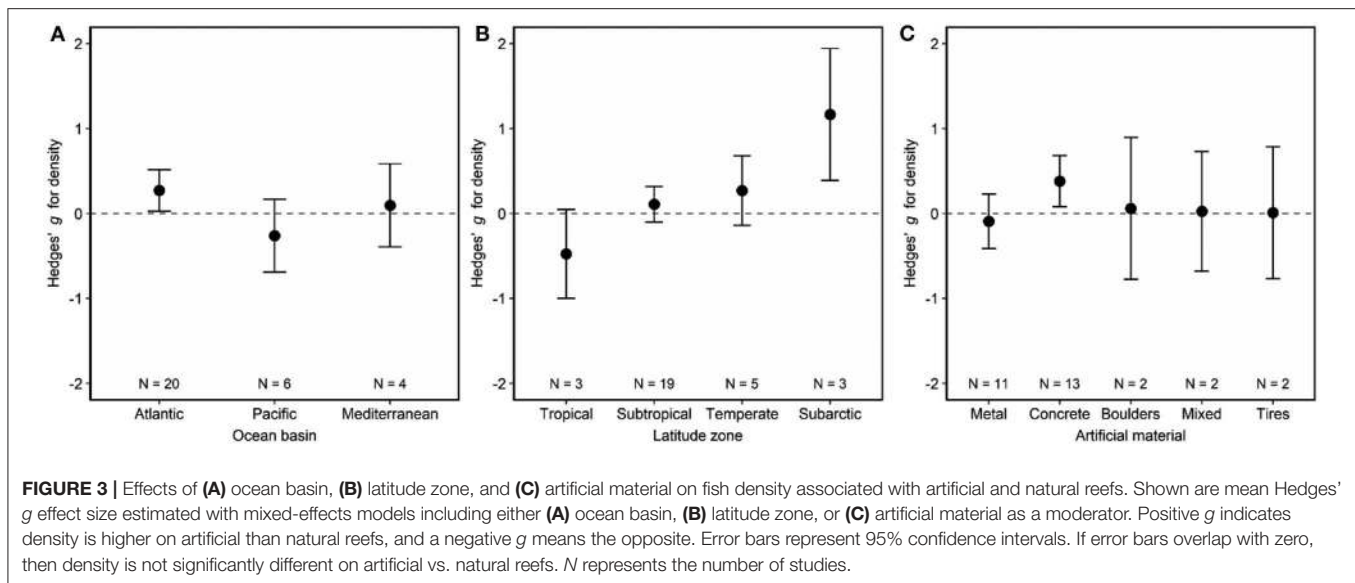 A
B
C
2
1
0
-1
-2
Hedges' g for density
N = 20
N = 6
N = 4
Atlantic
Pacific
Mediterranean
Ocean basin
2
1
0
-1
-2
Hedges' g for density
N = 3
N = 19
N = 5
N = 3
Tropical
Subtropical
Temperate
Subarctic
Latitude zone
2
1
0
-1
-2
Hedges' g for density
N = 11
N = 13
N = 2
N = 2
N = 2
Metal
Concrete
Boulders
Mixed
Tires
Artificial material
FIGURE 3 | Effects of (A) ocean basin, (B) latitude zone, and (C) artificial material on fish density associated with artificial and natural reefs. Shown are mean Hedges'
g effect size estimated with mixed-effects models including either (A) ocean basin, (B) latitude zone, or (C) artificial material as a moderator. Positive g indicates
density is higher on artificial than natural reefs, and a negative g means the opposite. Error bars represent 95% confidence intervals. If error bars overlap with zero,
then density is not significantly different on artificial vs. natural reefs. N represents the number of studies.